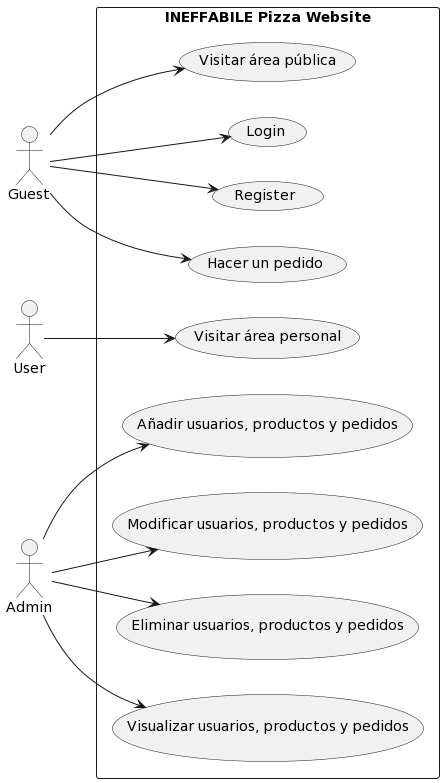 INEFFABILE Pizza Website
Visitar área pública
Login
Guest
Register
Hacer un pedido
Visitar área personal
User
Añadir usuarios, productos y pedidos
Modificar usuarios, productos y pedidos
Admin
Eliminar usuarios, productos y pedidos
Visualizar usuarios, productos y pedidos